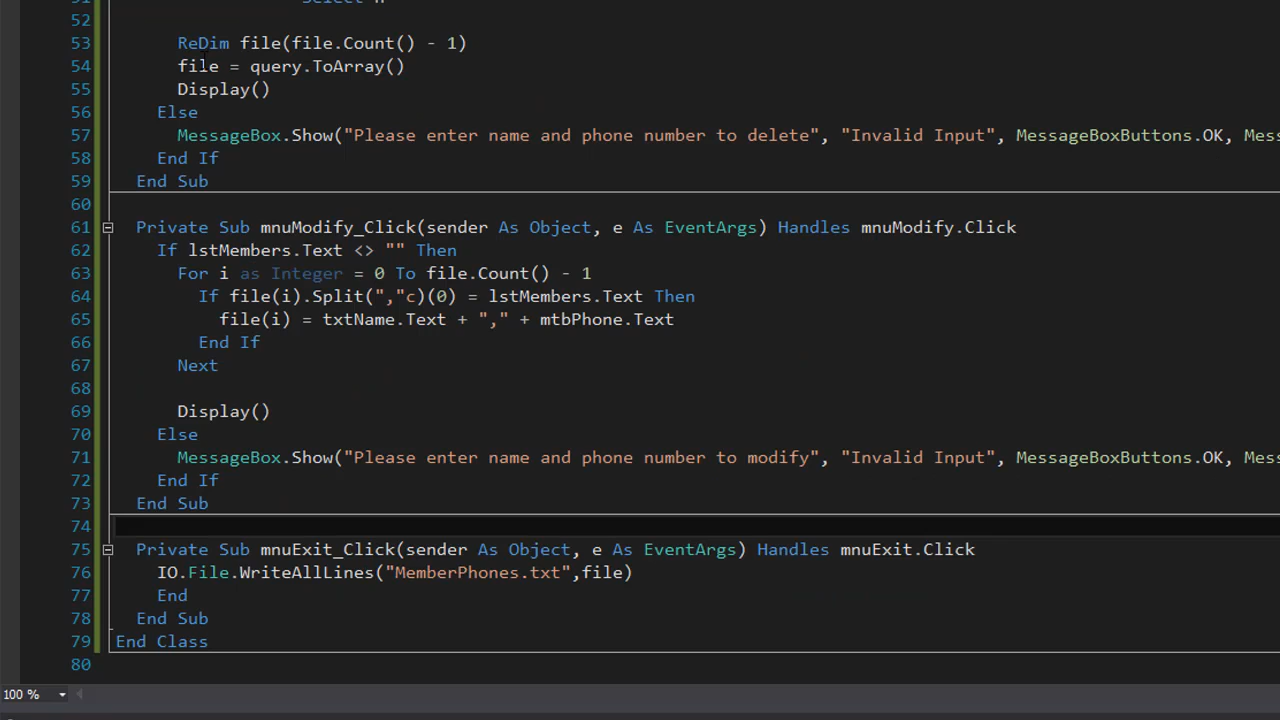 52
53 ReDim file(file.Count() - 1)
54 file = query.ToArray()
55 Display()
56 Else
57 MessageBox.Show("Please enter name and phone number to delete", "Invalid Input", MessageBoxButtons.OK, Mess
58 End If
59 End Sub
60
61 Private Sub mnuModify_Click(sender As Object, e As EventArgs) Handles mnuModify.Click
62 If lstMembers.Text <> "" Then
63 For i as Integer = 0 To file.Count() - 1
64 If file(i).Split(","c)(0) = lstMembers.Text Then
65 file(i) = txtName.Text + "," + mtbPhone.Text
66 End If
67 Next
68
69 Display()
70 Else
71 MessageBox.Show("Please enter name and phone number to modify", "Invalid Input", MessageBoxButtons.OK, Mess
72 End If
73 End Sub
74
75 Private Sub mnuExit_Click(sender As Object, e As EventArgs) Handles mnuExit.Click
76 IO.File.WriteAllLines("MemberPhones.txt",file)
77 End
78 End Sub
79 End Class
80
100 %